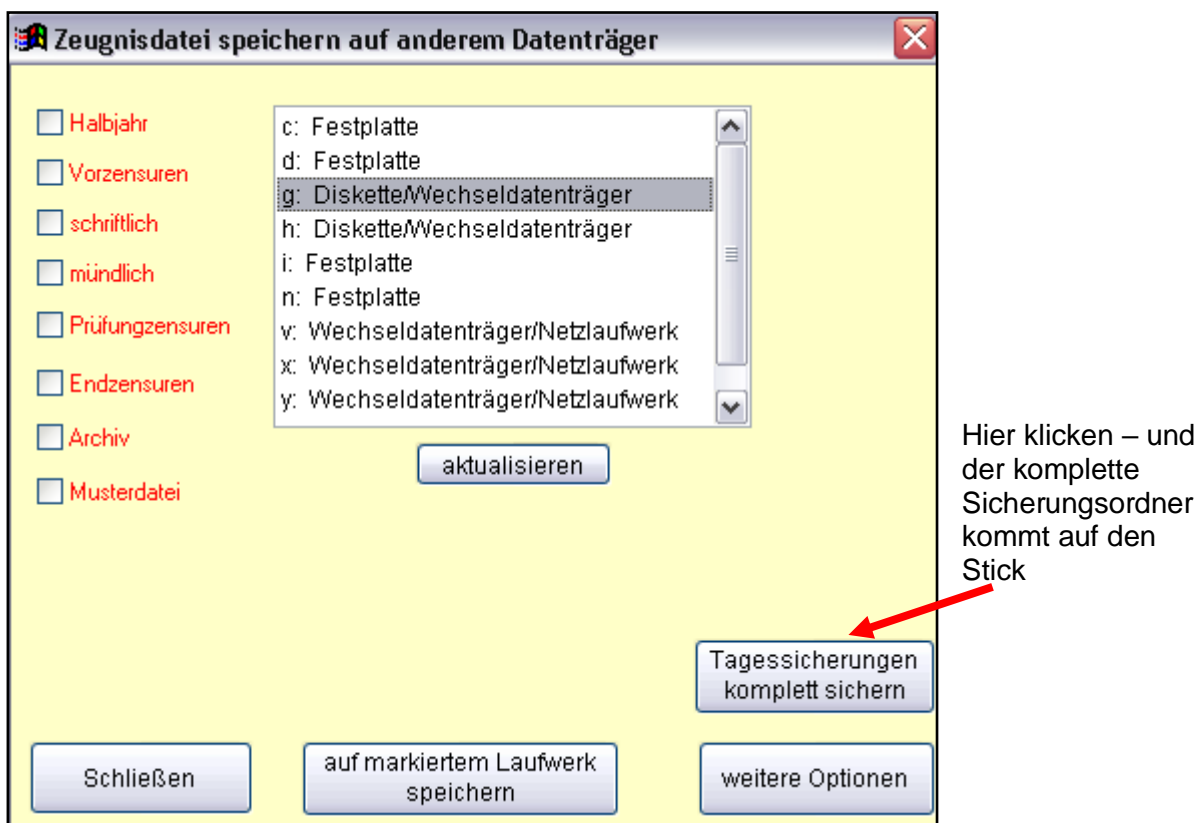 Zeugnisdatei speichern auf anderem Datenträger
Halbjahr
Vorzensuren
schriftlich
mündlich
Prüfungzensuren
Endzensuren
Archiv
Musterdatei
c: Festplatte
d: Festplatte
g: Diskette/Wechseldatenträger
h: Diskette/Wechseldatenträger
i: Festplatte
n: Festplatte
v: Wechseldatenträger/Netzlaufwerk
x: Wechseldatenträger/Netzlaufwerk
y: Wechseldatenträger/Netzlaufwerk
aktualisieren
Hier klicken – und
der komplette
Sicherungsordner
kommt auf den
Stick
Tagessicherungen
komplett sichern
Schließen
auf markiertem Laufwerk
speichern
weitere Optionen